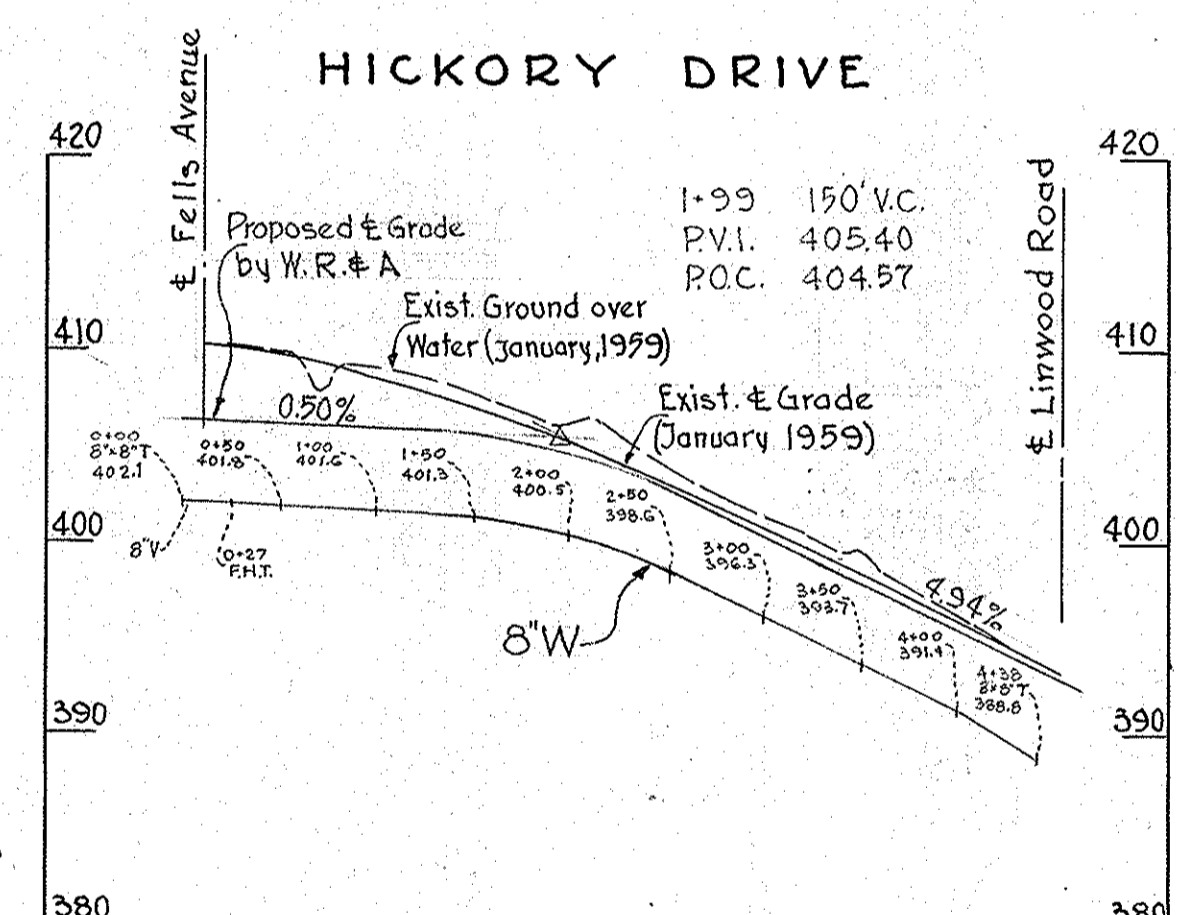 HICKORY DRIVE
℄ Fells Avenue
420
420
1+99 150' V.C.
P.V.I. 405.40
P.O.C. 404.57
℄ Linwood Road
Proposed ℄ Grade
by W.R. & A
Exist. Ground over
Water (January, 1959)
410
410
0.50%
Exist. ℄ Grade
(January 1959)
0+00
8"x8"T
402.1
0+50
401.8
1+00
401.6
1+50
401.3
2+00
400.5
2+50
398.6
400
400
8"V
0+27
F.H.T.
3+00
396.3
3+50
393.7
4.94%
8"W
4+00
391.4
4+38
8"x8"T
388.8
390
390
380
380